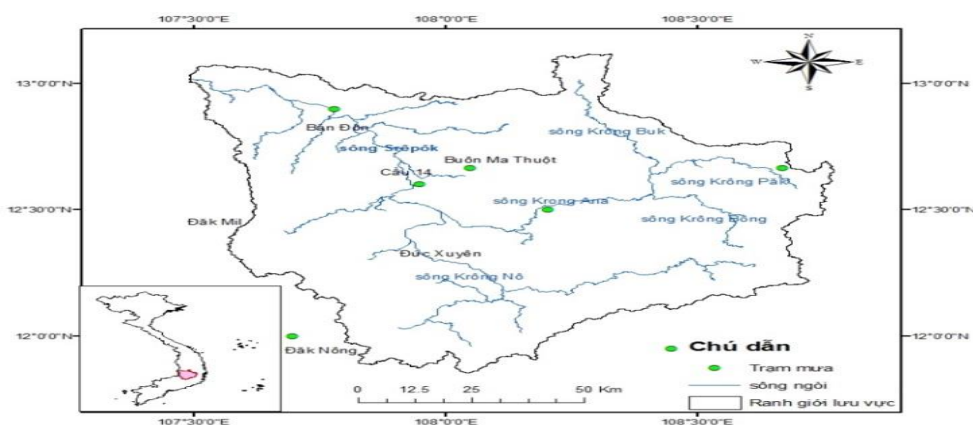 107°30'0"E 108°0'0"E 108°30'0"E
N
W E
S
13°0'0"N 13°0'0"N
Bản Đôn
sông Krông Buk
sông Srêpôk
Buôn Ma Thuột
Cầu 14
sông Krông Păk
sông Krông Ana
12°30'0"N 12°30'0"N
Đăk Mil
sông Krông Bông
Đức Xuyên
sông Krông Nô
12°0'0"N 12°0'0"N
Đăk Nông
Chú dẫn
Trạm mưa
sông ngòi
Ranh giới lưu vực
0 12.5 25 50 Km
107°30'0"E 108°0'0"E 108°30'0"E